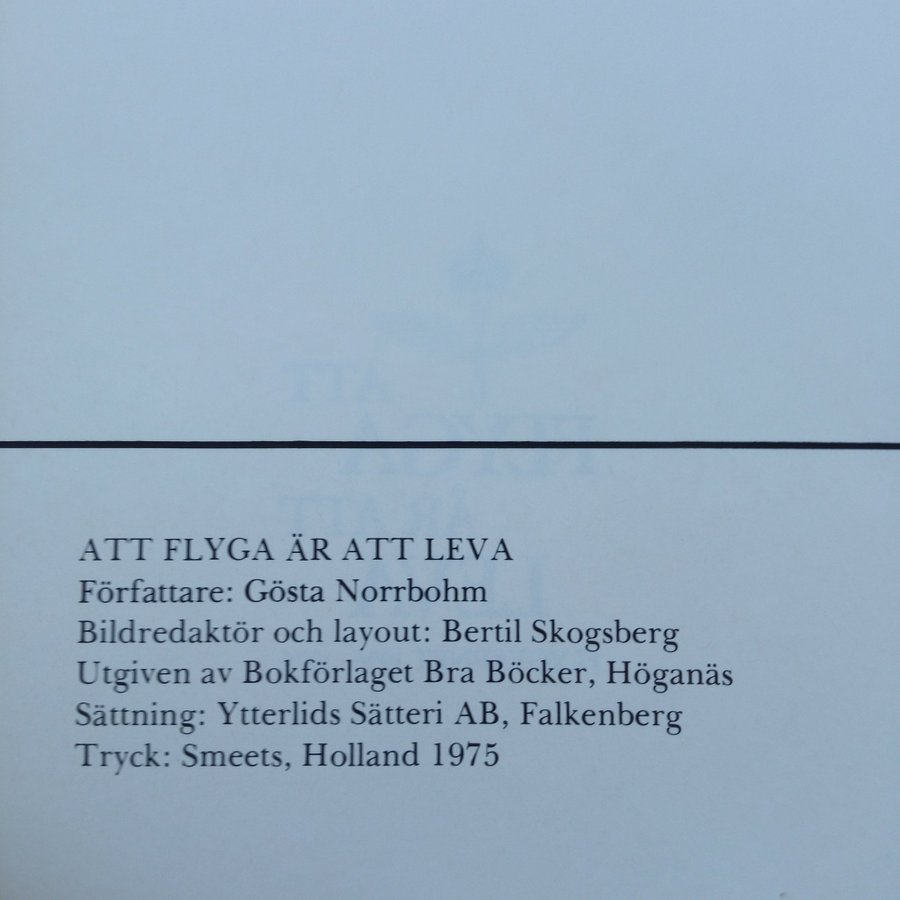 ATT FLYGA ÄR ATT LEVA
Författare: Gösta Norrbohm
Bildredaktör och layout: Bertil Skogsberg
Utgiven av Bokförlaget Bra Böcker, Höganäs
Sättning: Ytterlids Sätteri AB, Falkenberg
Tryck: Smeets, Holland 1975